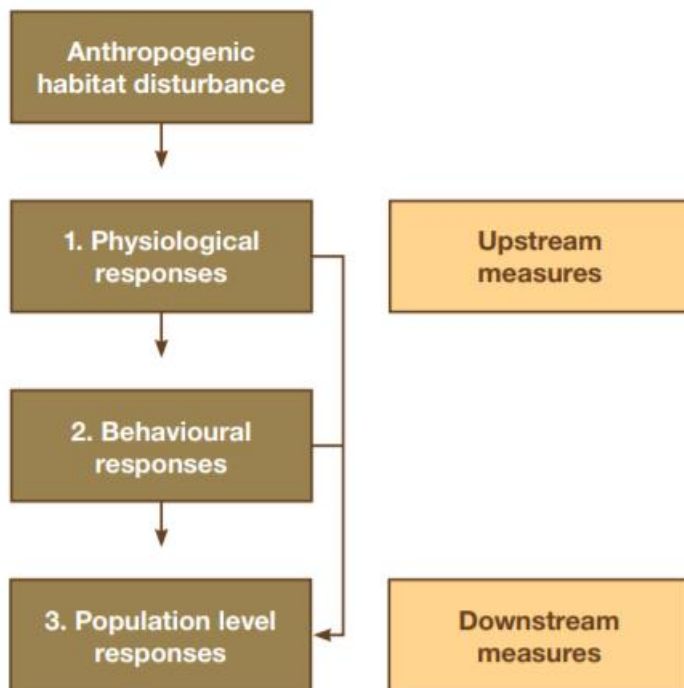 Anthropogenic
habitat disturbance
1. Physiological
responses
Upstream
measures
2. Behavioural
responses
3. Population level
responses
Downstream
measures